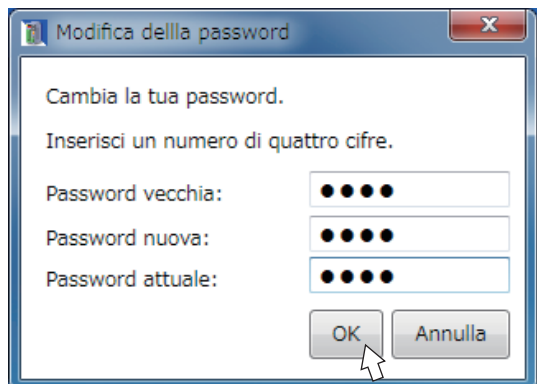 Modifica dellla password
Cambia la tua password.
Inserisci un numero di quattro cifre.
Password vecchia: ●●●●
Password nuova: ●●●●
Password attuale: ●●●●
OK Annulla